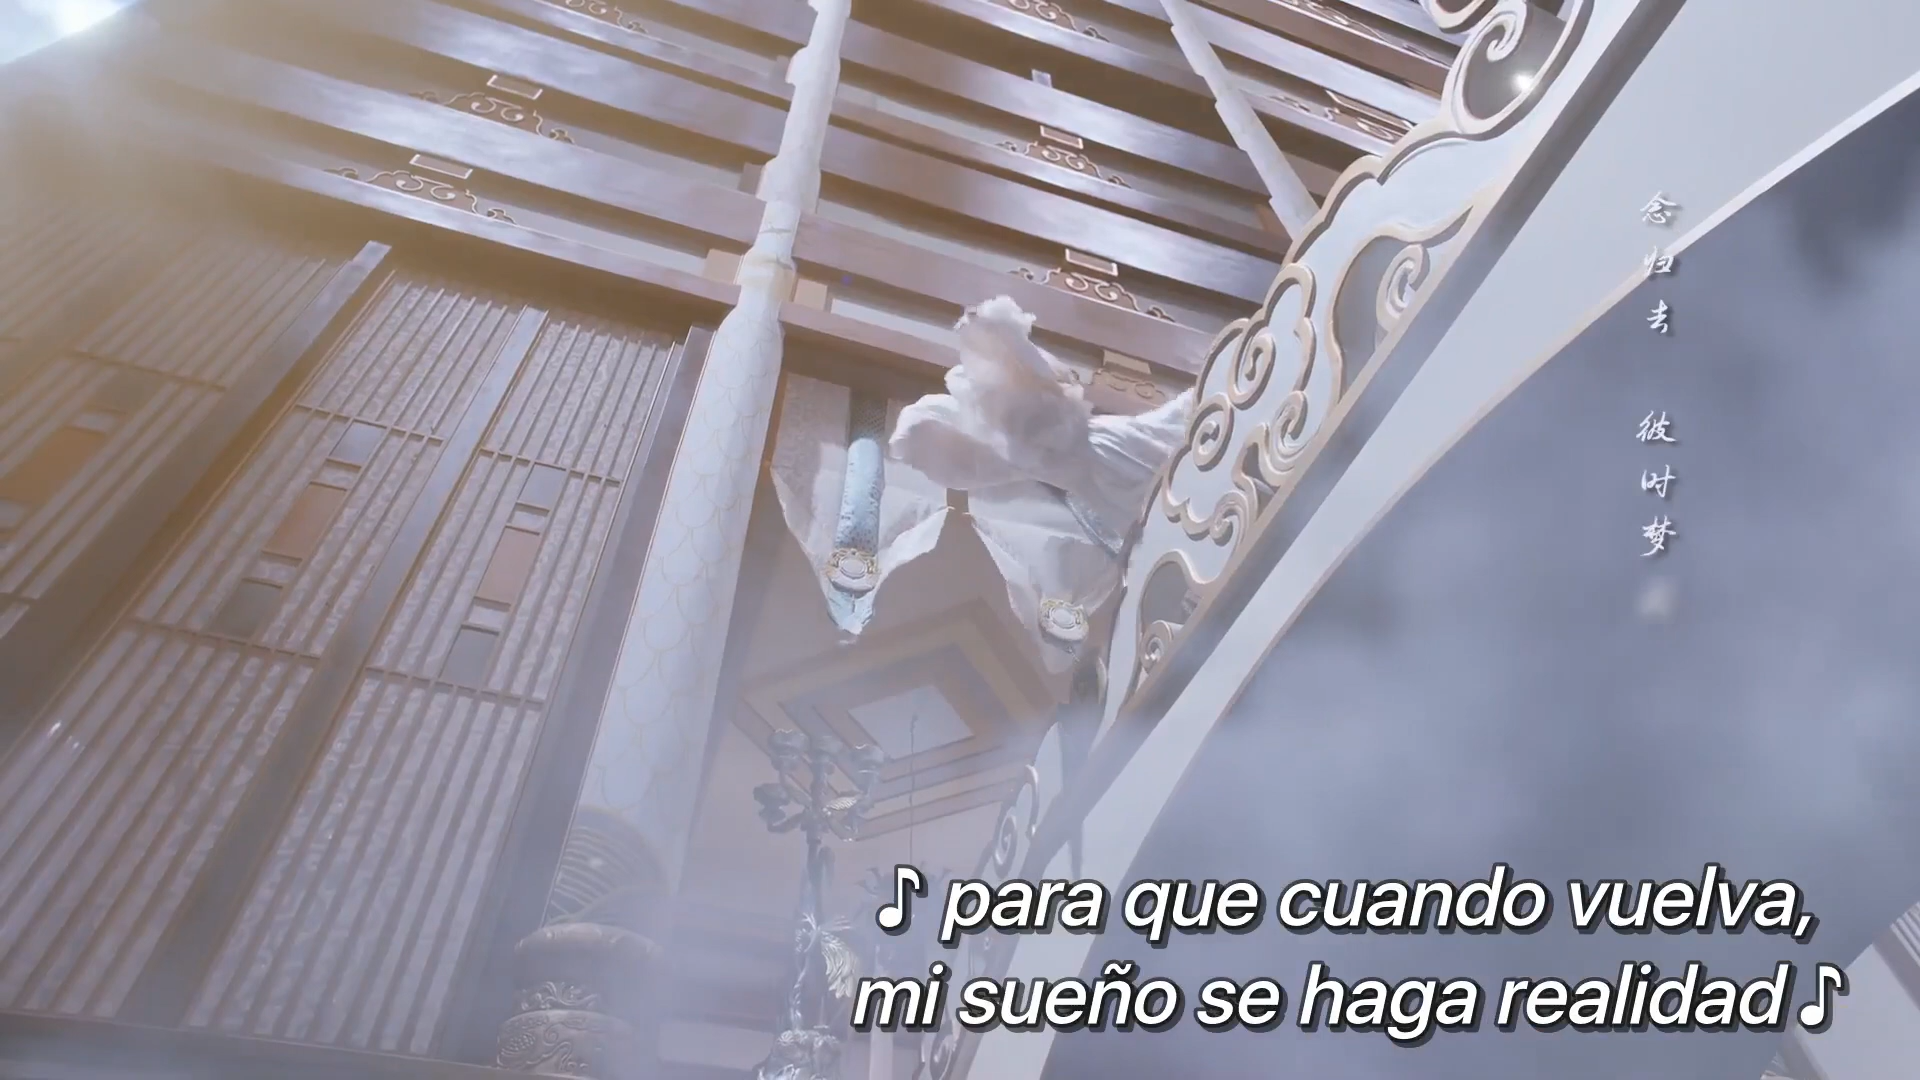 念归去 彼时梦
♪ para que cuando vuelva,
mi sueño se haga realidad ♪